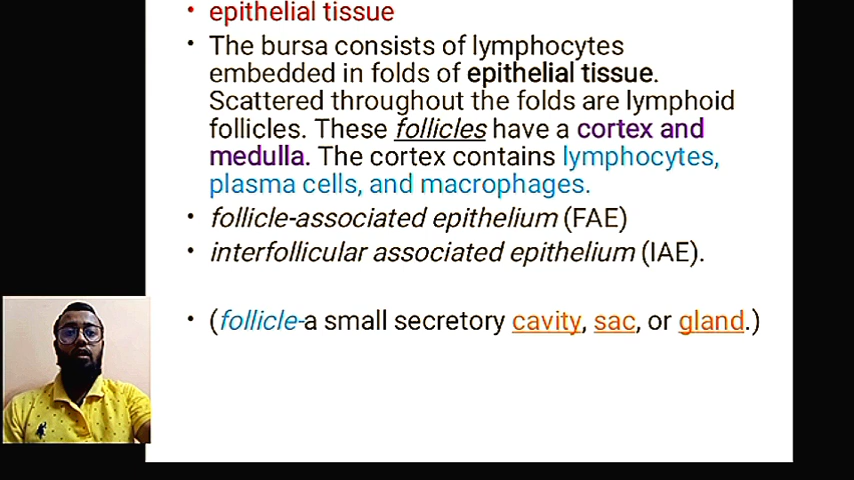 • epithelial tissue
• The bursa consists of lymphocytes
embedded in folds of epithelial tissue.
Scattered throughout the folds are lymphoid
follicles. These follicles have a cortex and
medulla. The cortex contains lymphocytes,
plasma cells, and macrophages.
• follicle-associated epithelium (FAE)
• interfollicular associated epithelium (IAE).
• (follicle-a small secretory cavity, sac, or gland.)